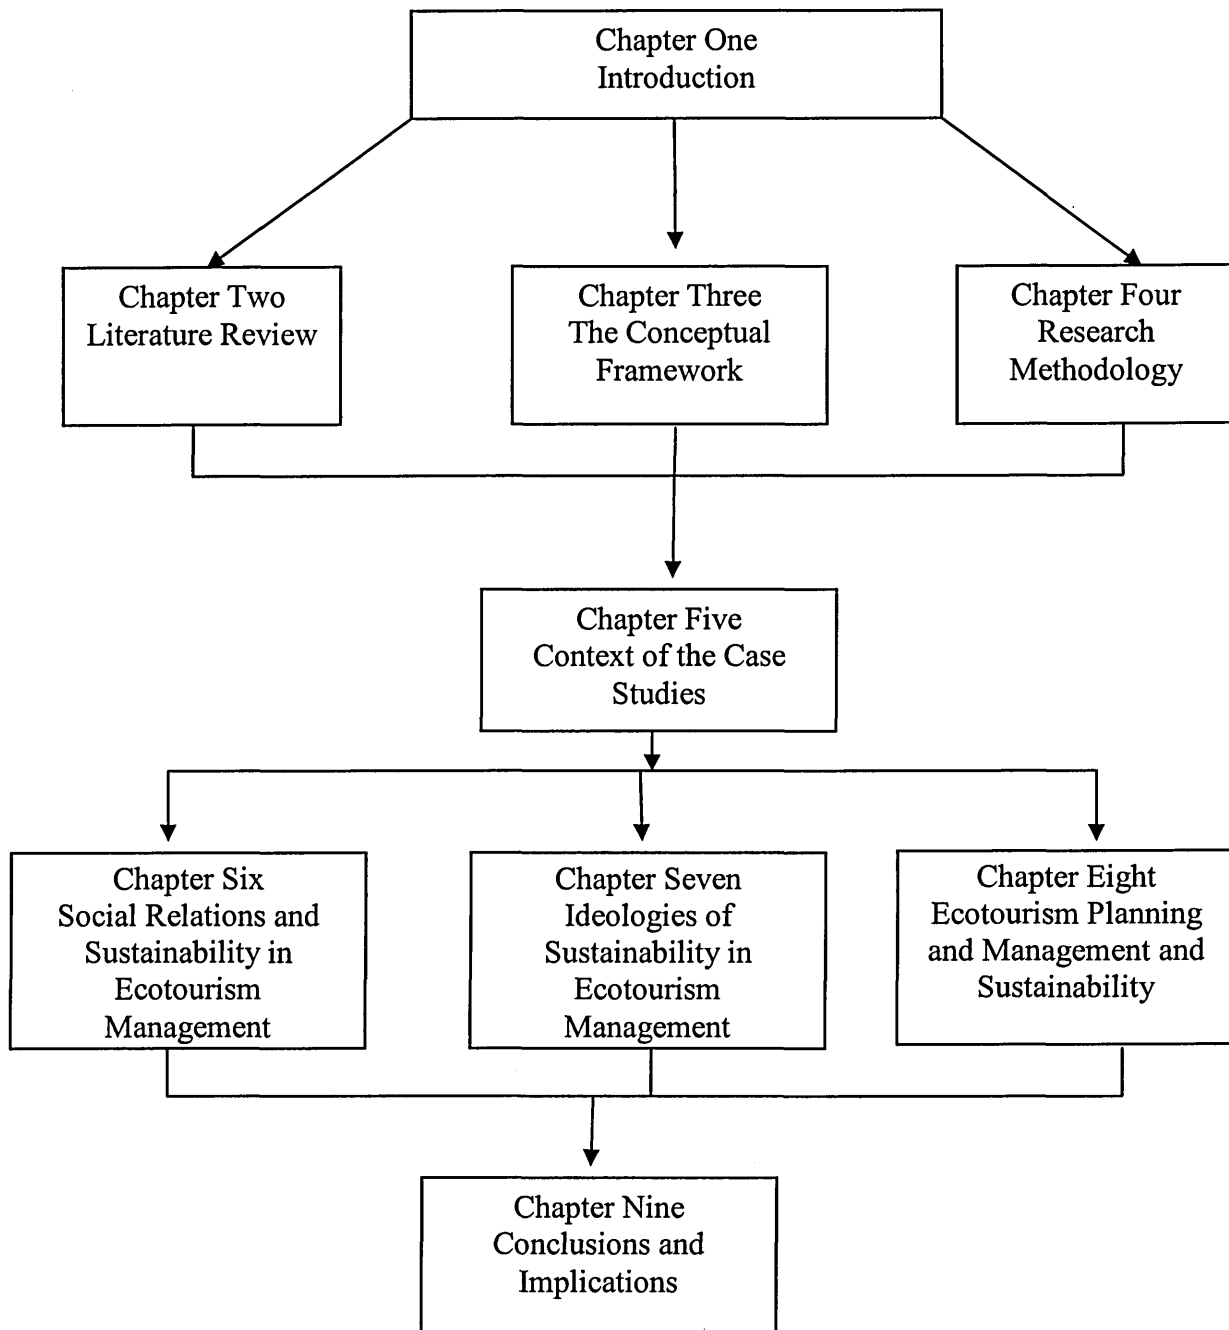 Chapter One
Introduction
Chapter Two
Literature Review
Chapter Three
The Conceptual
Framework
Chapter Four
Research
Methodology
Chapter Five
Context of the Case
Studies
Chapter Six
Social Relations and
Sustainability in
Ecotourism
Management
Chapter Seven
Ideologies of
Sustainability in
Ecotourism
Management
Chapter Eight
Ecotourism Planning
and Management and
Sustainability
Chapter Nine
Conclusions and
Implications